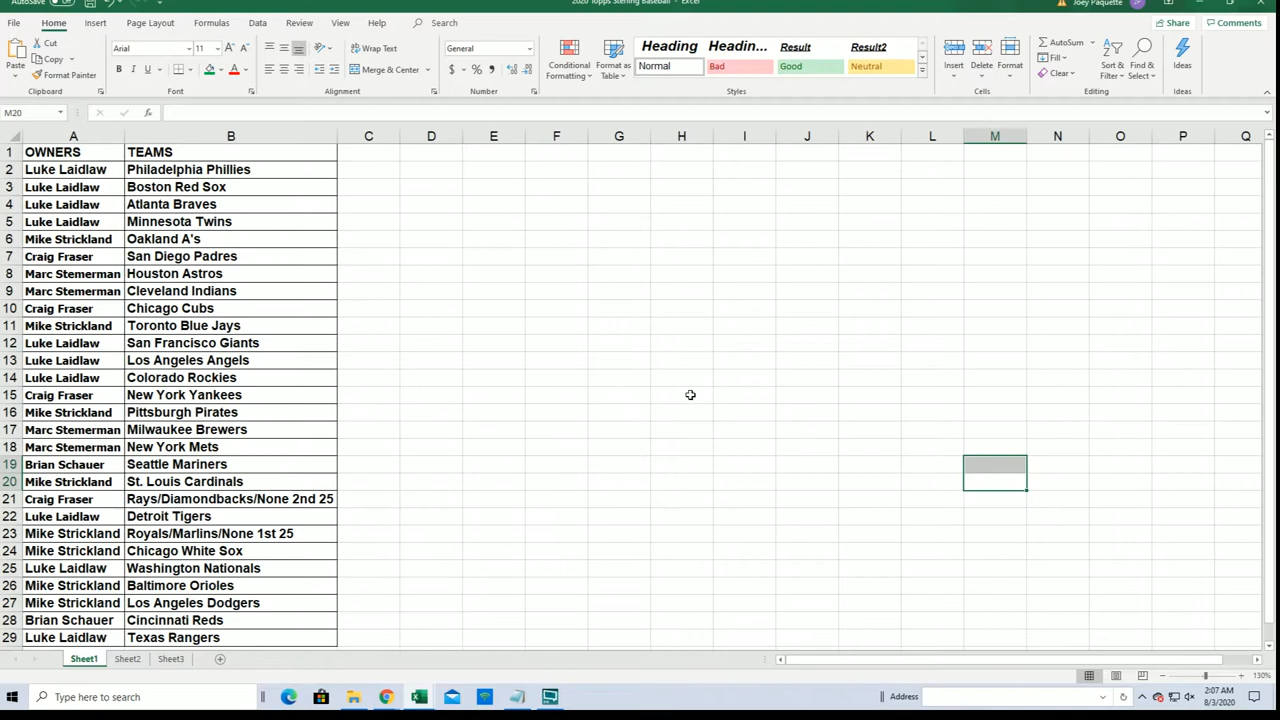 AutoSave Off 2020 Topps Sterling Baseball - Excel Joey Paquette JP
File Home Insert Page Layout Formulas Data Review View Help Search Share Comments
Paste Cut Copy Format Painter Arial 11 Wrap Text Merge & Center General Conditional Formatting Format as Table Heading Headin... Result Result2 Normal Bad Good Neutral Insert Delete Format AutoSum Fill Clear Sort & Filter Find & Select Ideas
Clipboard Font Alignment Number Styles Cells Editing Ideas
M20 fx
A B C D E F G H I J K L M N O P Q
1 OWNERS TEAMS
2 Luke Laidlaw Philadelphia Phillies
3 Luke Laidlaw Boston Red Sox
4 Luke Laidlaw Atlanta Braves
5 Luke Laidlaw Minnesota Twins
6 Mike Strickland Oakland A's
7 Craig Fraser San Diego Padres
8 Marc Stemerman Houston Astros
9 Marc Stemerman Cleveland Indians
10 Craig Fraser Chicago Cubs
11 Mike Strickland Toronto Blue Jays
12 Luke Laidlaw San Francisco Giants
13 Luke Laidlaw Los Angeles Angels
14 Luke Laidlaw Colorado Rockies
15 Craig Fraser New York Yankees
16 Mike Strickland Pittsburgh Pirates
17 Marc Stemerman Milwaukee Brewers
18 Marc Stemerman New York Mets
19 Brian Schauer Seattle Mariners
20 Mike Strickland St. Louis Cardinals
21 Craig Fraser Rays/Diamondbacks/None 2nd 25
22 Luke Laidlaw Detroit Tigers
23 Mike Strickland Royals/Marlins/None 1st 25
24 Mike Strickland Chicago White Sox
25 Luke Laidlaw Washington Nationals
26 Mike Strickland Baltimore Orioles
27 Mike Strickland Los Angeles Dodgers
28 Brian Schauer Cincinnati Reds
29 Luke Laidlaw Texas Rangers
Sheet1 Sheet2 Sheet3
130%
Type here to search Address 2:07 AM
8/3/2020